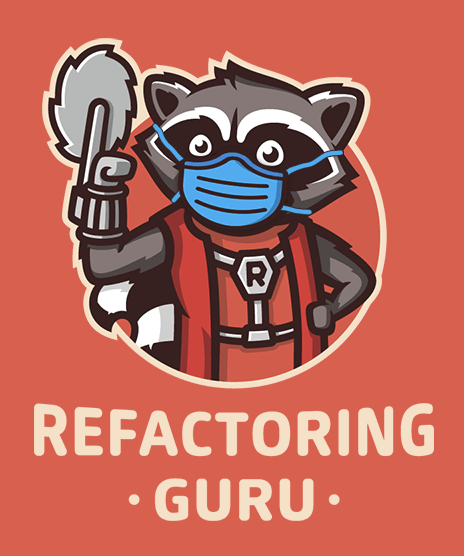 R
REFACTORING
· GURU ·